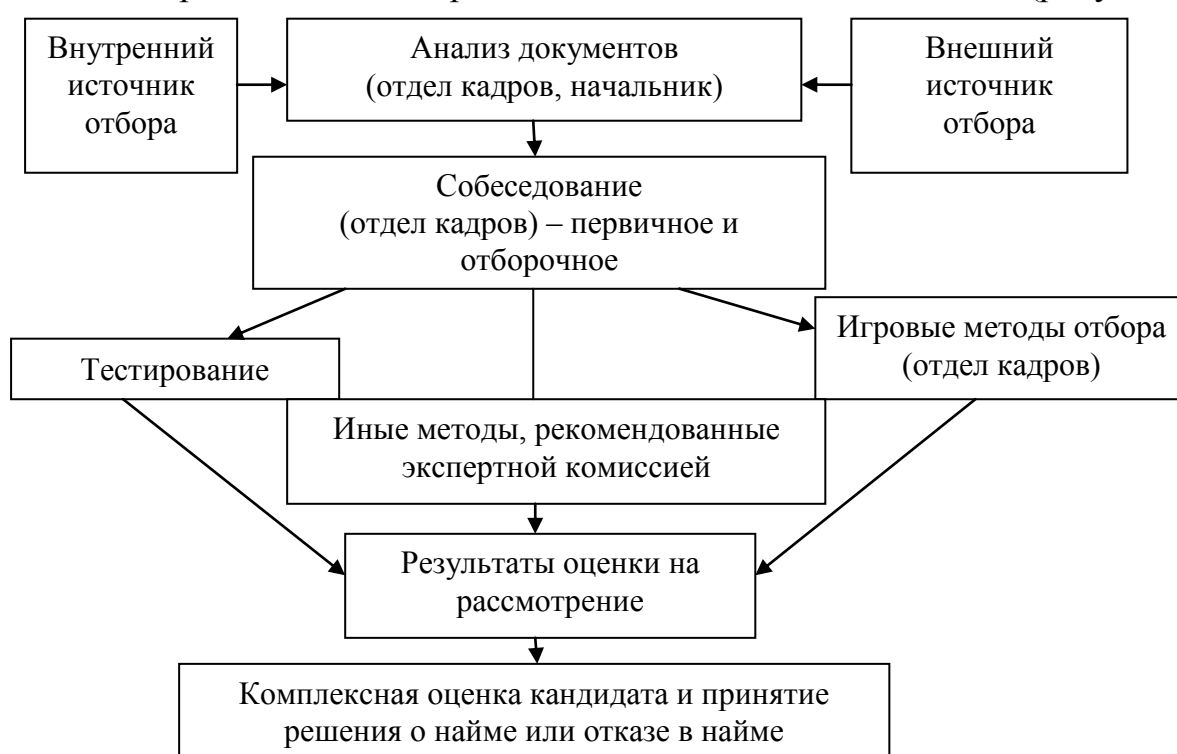 Внутренний
источник
отбора
Анализ документов
(отдел кадров, начальник)
Внешний
источник
отбора
Собеседование
(отдел кадров) – первичное и
отборочное
Тестирование
Игровые методы отбора
(отдел кадров)
Иные методы, рекомендованные
экспертной комиссией
Результаты оценки на
рассмотрение
Комплексная оценка кандидата и принятие
решения о найме или отказе в найме